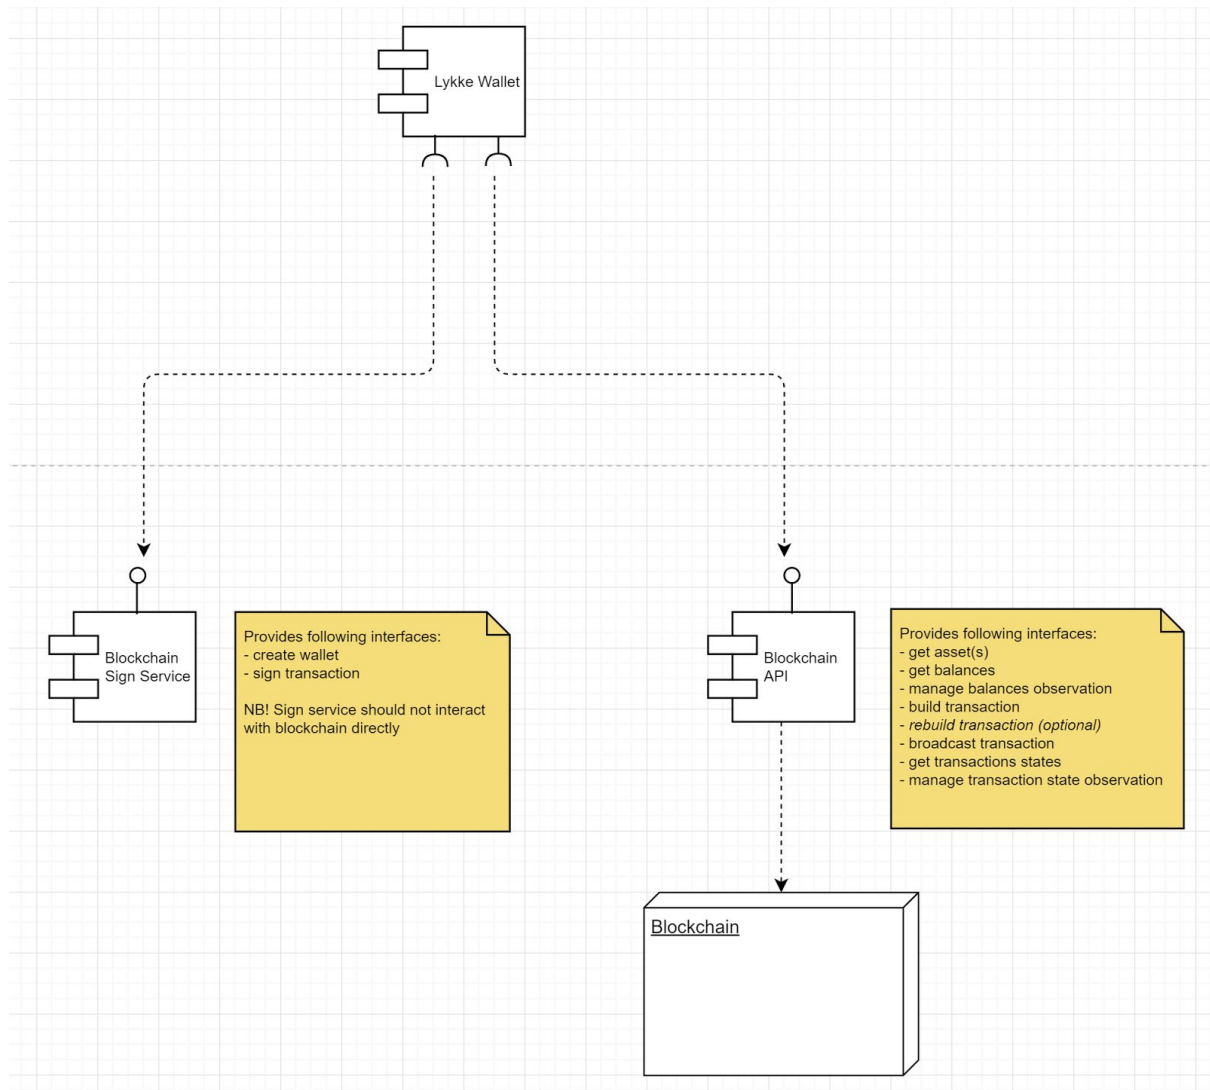 Lykke Wallet
Blockchain
Sign Service
Provides following interfaces:
- create wallet
- sign transaction
NB! Sign service should not interact
with blockchain directly
Blockchain
API
Provides following interfaces:
- get asset(s)
- get balances
- manage balances observation
- build transaction
- rebuild transaction (optional)
- broadcast transaction
- get transactions states
- manage transaction state observation
Blockchain